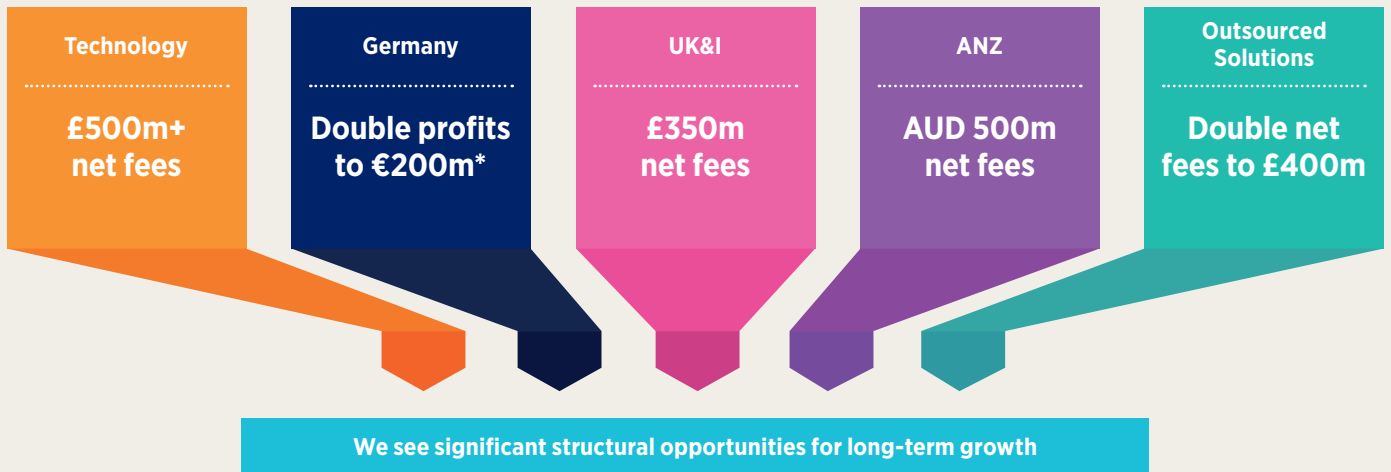 Technology
£500m+
net fees
Germany
Double profits
to €200m*
UK&I
£350m
net fees
ANZ
AUD 500m
net fees
Outsourced
Solutions
Double net
fees to £400m
We see significant structural opportunities for long-term growth